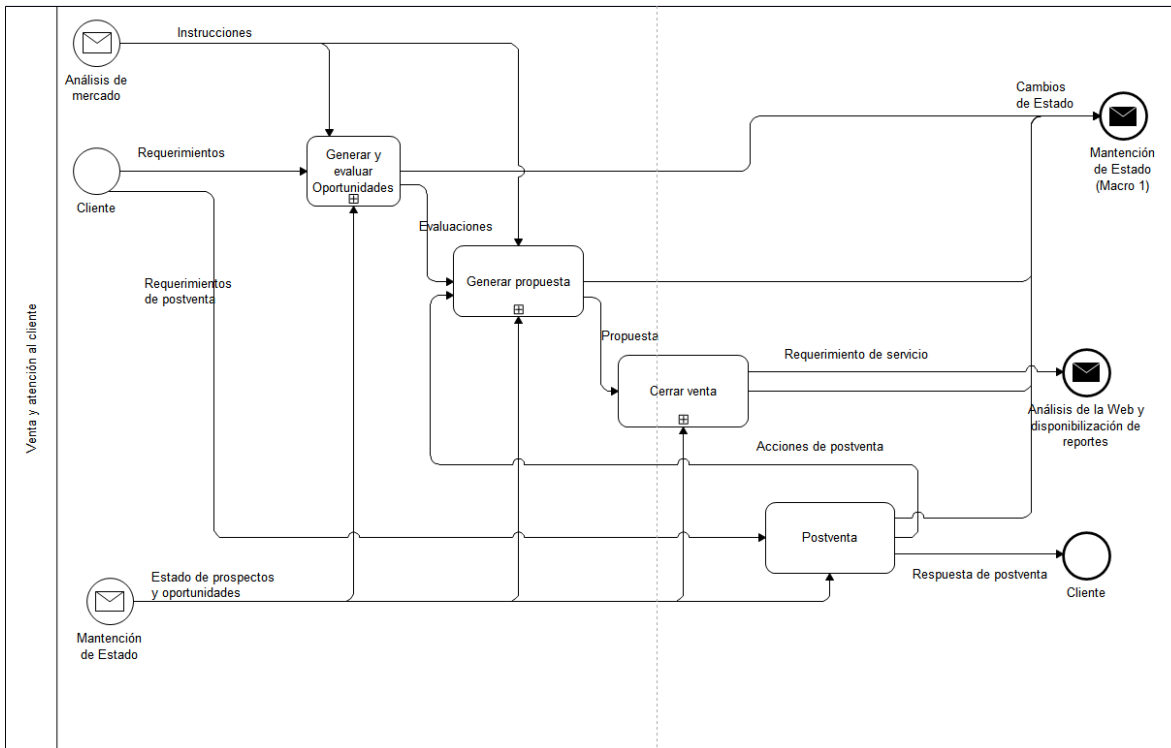 Instrucciones
Análisis de
mercado
Cambios
de Estado
Mantención
de Estado
(Macro 1)
Requerimientos
Generar y
evaluar
Oportunidades
Cliente
Evaluaciones
Requerimientos
de postventa
Generar propuesta
Propuesta
Requerimiento de servicio
Cerrar venta
Análisis de la Web y
disponibilización de
reportes
Venta y atención al cliente
Acciones de postventa
Postventa
Respuesta de postventa
Cliente
Estado de prospectos
y oportunidades
Mantención
de Estado